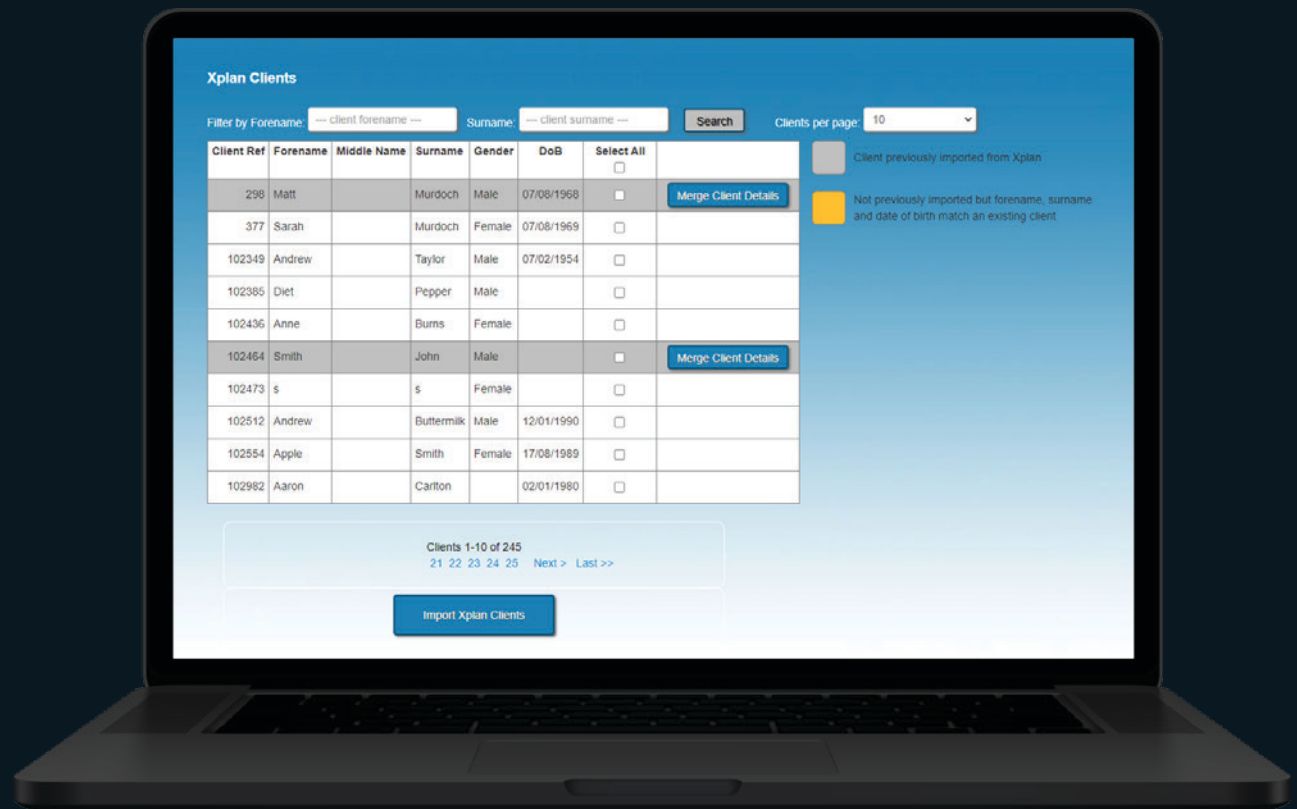 Xplan Clients
Filter by Forename: --- client forename --- Surname: --- client surname --- Search Clients per page: 10
Client Ref Forename Middle Name Surname Gender DoB Select All
Client previously imported from Xplan
298 Matt Murdoch Male 07/08/1968 Merge Client Details
Not previously imported but forename, surname
and date of birth match an existing client
377 Sarah Murdoch Female 07/08/1969
102349 Andrew Taylor Male 07/02/1954
102385 Diet Pepper Male
102436 Anne Burns Female
102464 Smith John Male Merge Client Details
102473 s s Female
102512 Andrew Buttermilk Male 12/01/1990
102554 Apple Smith Female 17/08/1989
102982 Aaron Carlton 02/01/1980
Clients 1-10 of 245
21 22 23 24 25 Next > Last >>
Import Xplan Clients